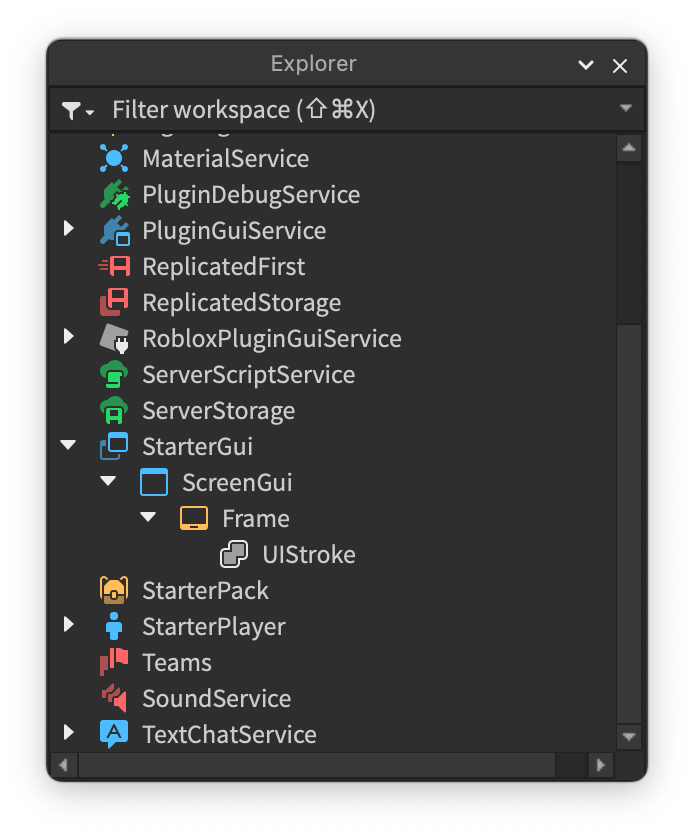 Explorer
Filter workspace (⇧⌘X)
MaterialService
PluginDebugService
PluginGuiService
ReplicatedFirst
ReplicatedStorage
RobloxPluginGuiService
ServerScriptService
ServerStorage
StarterGui
ScreenGui
Frame
UIStroke
StarterPack
StarterPlayer
Teams
SoundService
TextChatService